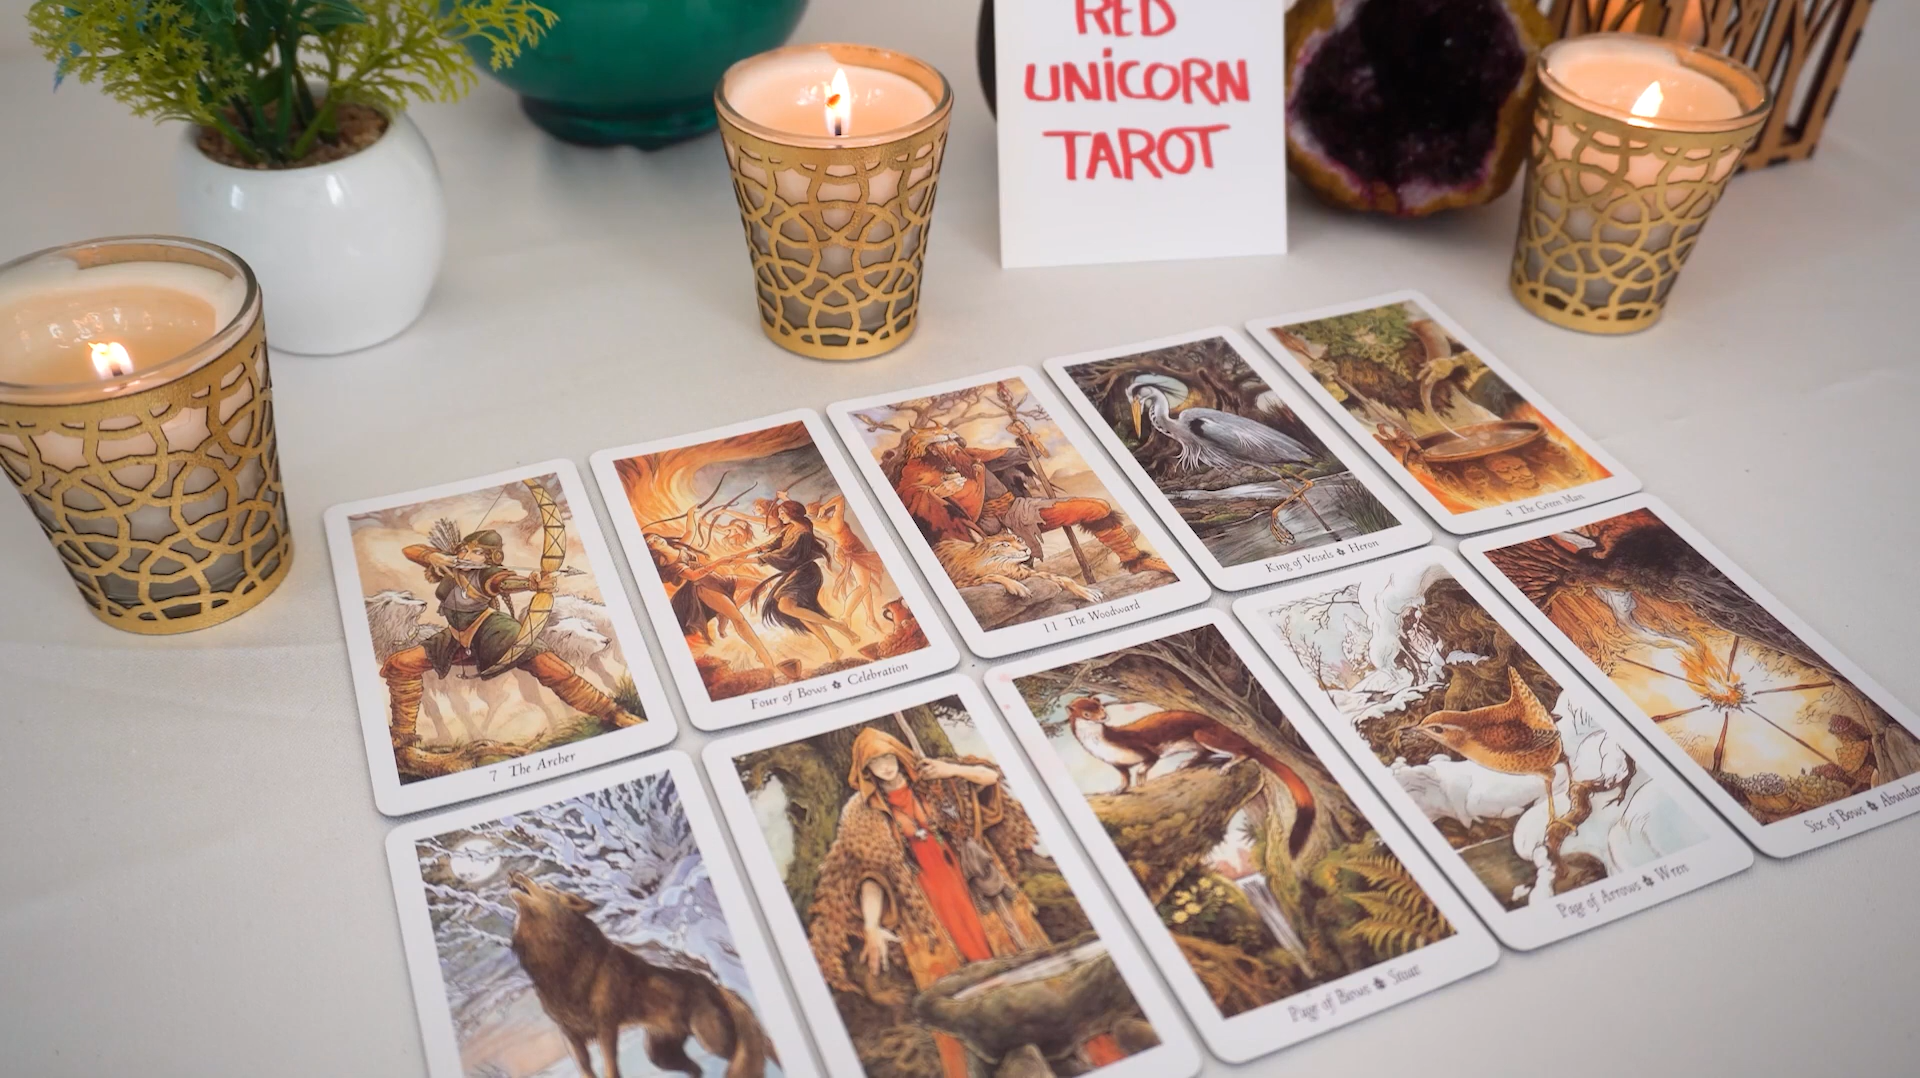 RED
UNiCORN
TAROT
4 The Green Man
King of Vessels Heron
11 The Woodward
Four of Bows Celebration
7 The Archer
Six of Bows
Page of Arrows Wren
Page of Bows Stoat